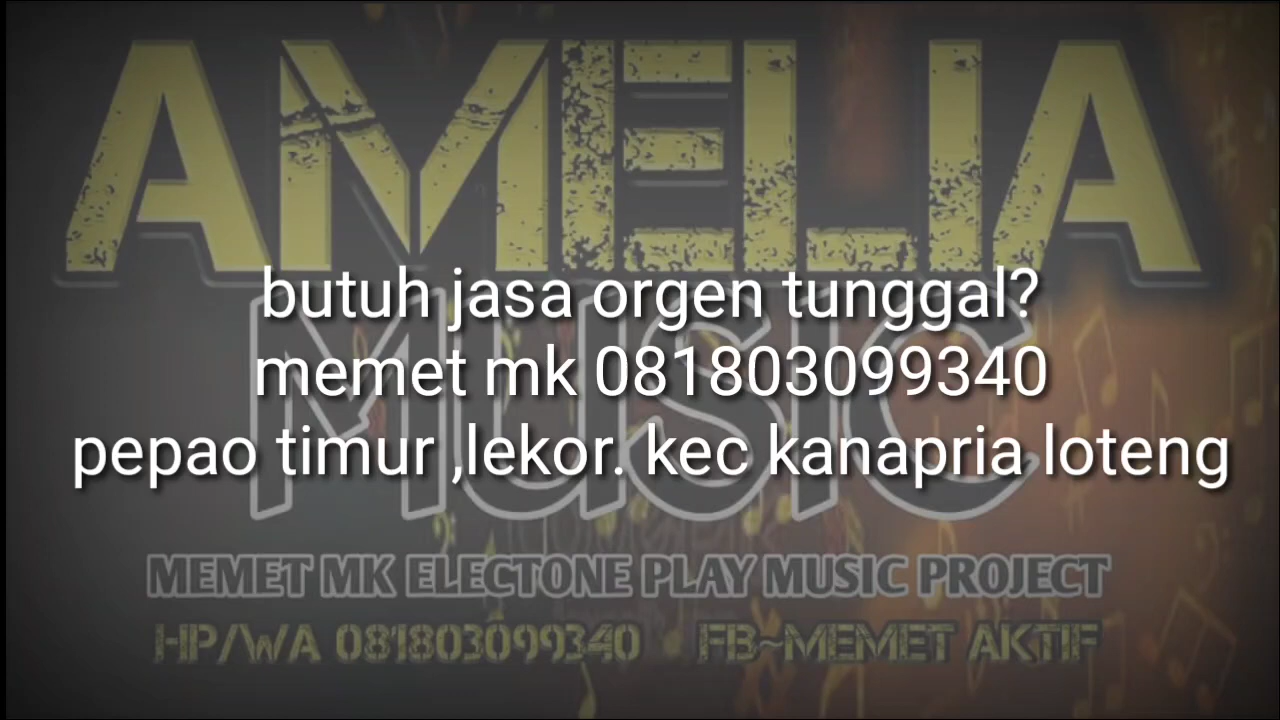 AMELIA
MUSIC
butuh jasa orgen tunggal?
memet mk 081803099340
pepao timur ,lekor. kec kanapria loteng
MEMET MK ELECTONE PLAY MUSIC PROJECT
HP/WA 081803099340 FB~MEMET AKTIF